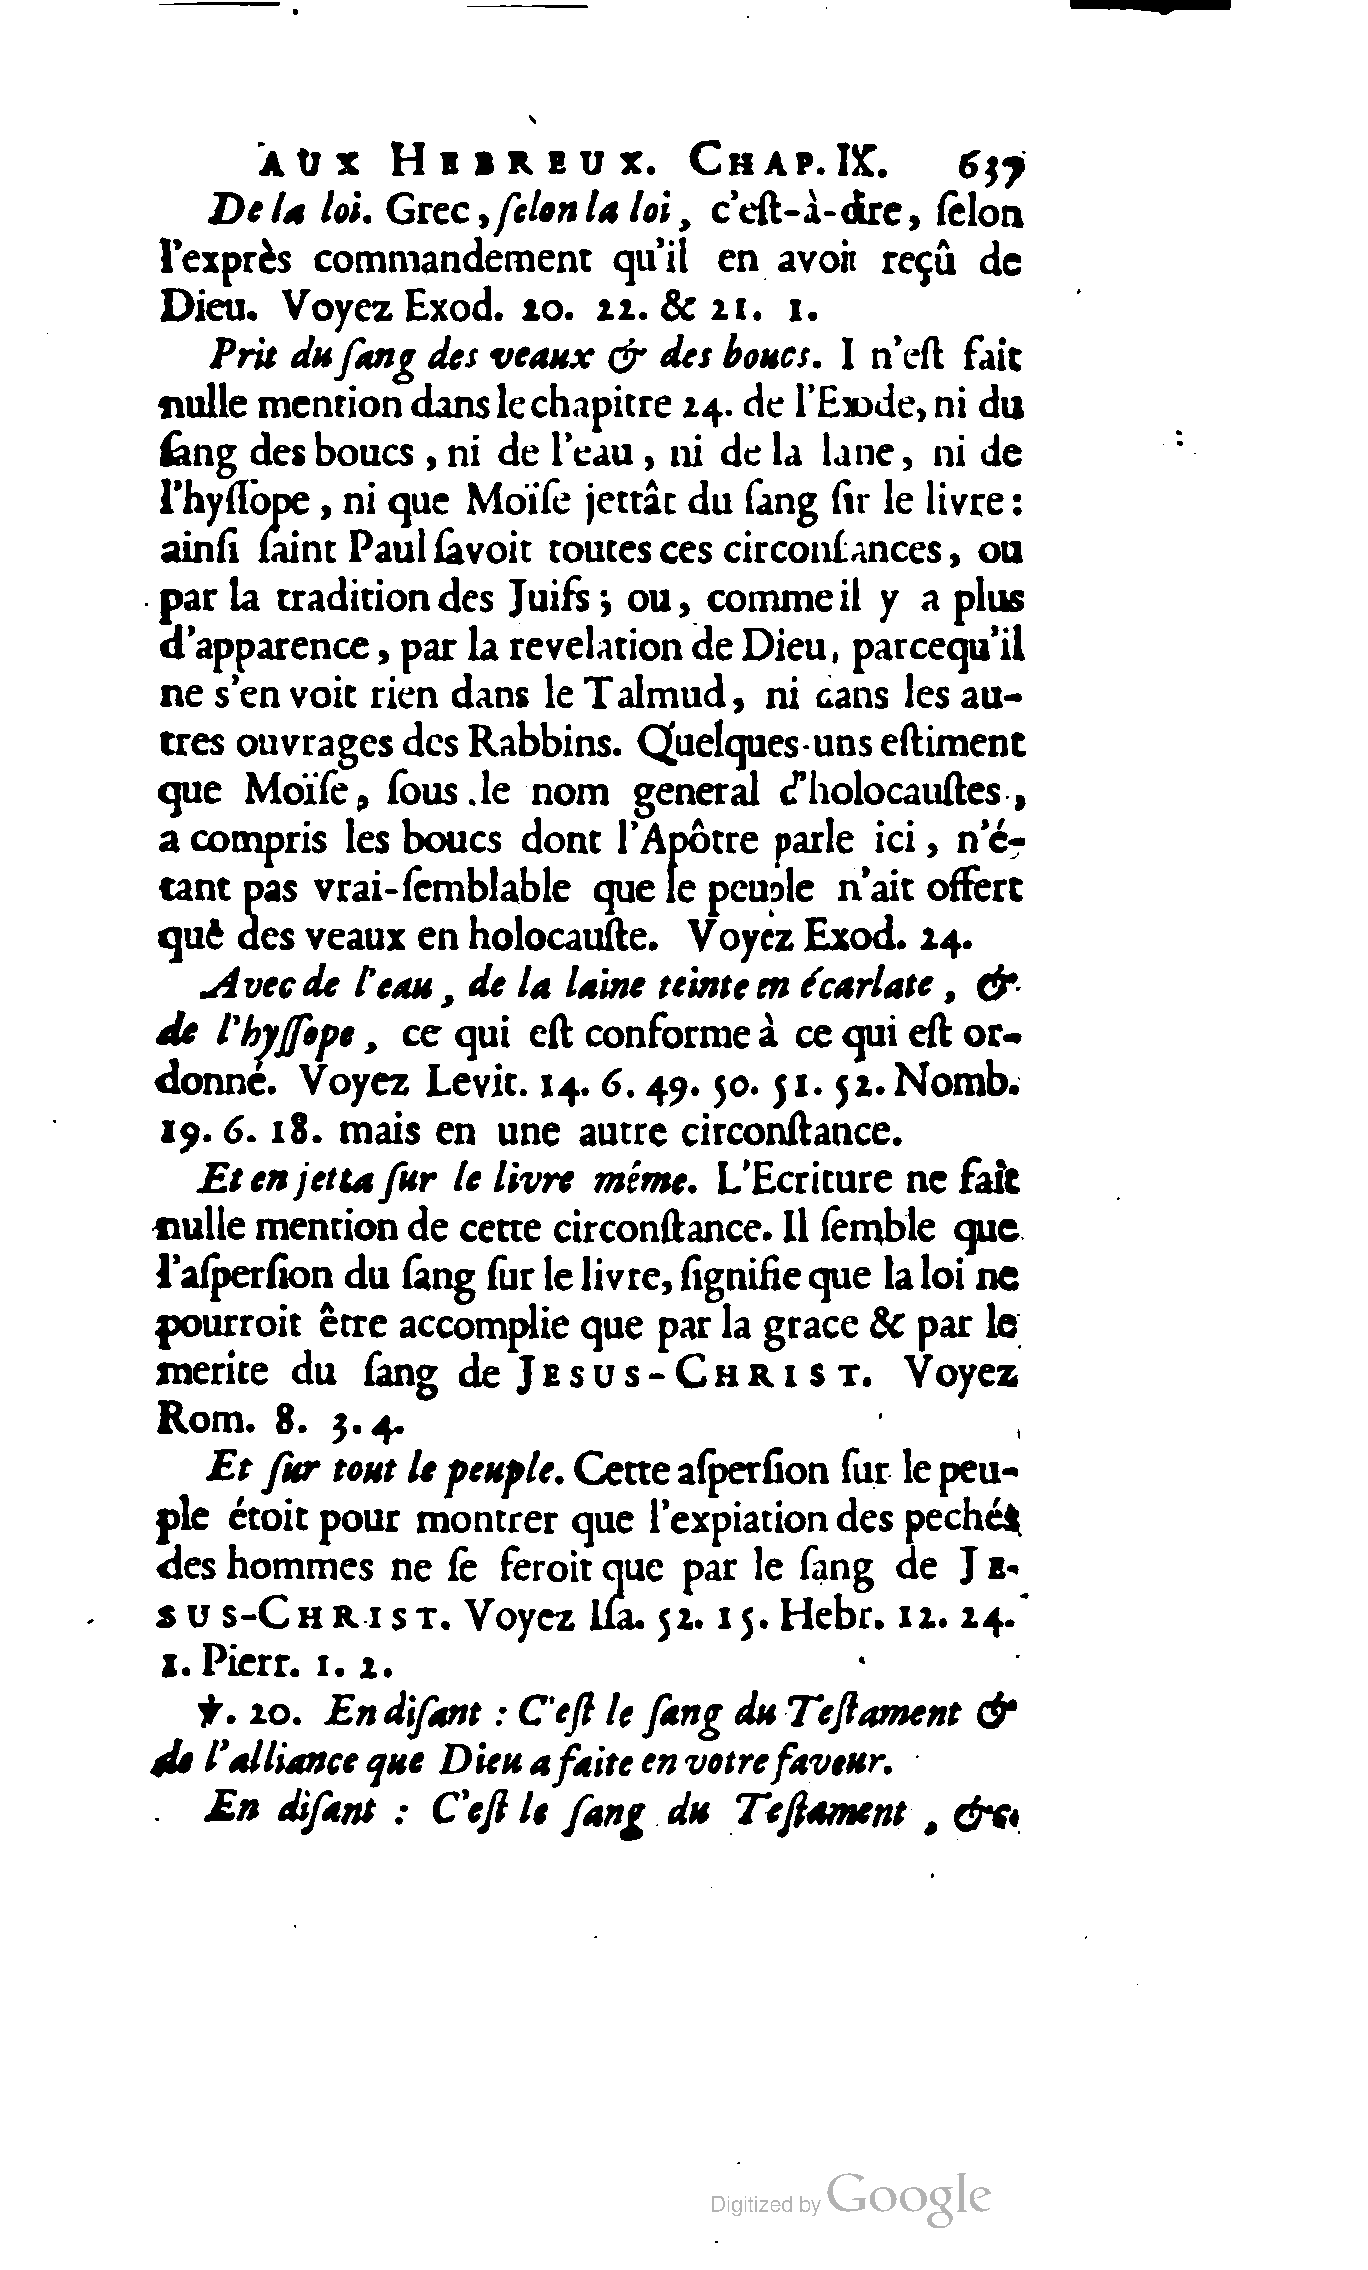 AUX HEBREUX. CHAP. IX. 637
De la loi. Grec, ſelon la loi, c'eſt-à-dire, ſelon
l'exprès commandement qu'il en avoit reçû de
Dieu. Voyez Exod. 20. 22. & 21. 1.
Prit du ſang des veaux & des boucs. I n'eſt fait
nulle mention dans le chapitre 24. de l'Exode, ni du
ſang des boucs, ni de l'eau, ni de la lane, ni de
l'hyſſope, ni que Moïſe jettât du ſang ſur le livre:
ainſi ſaint Paul ſavoit toutes ces circonſtances, ou
par la tradition des Juifs; ou, comme il y a plus
d'apparence, par la revelation de Dieu, parcequ'il
ne s'en voit rien dans le Talmud, ni dans les au-
tres ouvrages des Rabbins. Quelques-uns eſtiment
que Moïſe, ſous le nom general d'holocauſtes,
a compris les boucs dont l'Apôtre parle ici, n'é-
tant pas vrai-ſemblable que le peuple n'ait offert
que des veaux en holocauſte. Voyez Exod. 24.
Avec de l'eau, de la laine teinte en écarlate, &
de l'hyſſope, ce qui eſt conforme à ce qui eſt or-
donné. Voyez Levit. 14. 6. 49. 50. 51. 52. Nomb.
19. 6. 18. mais en une autre circonſtance.
Et en jetta ſur le livre même. L'Ecriture ne fait
nulle mention de cette circonſtance. Il ſemble que
l'aſperſion du ſang ſur le livre, ſignifie que la loi ne
pourroit être accomplie que par la grace & par le
merite du ſang de JESUS-CHRIST. Voyez
Rom. 8. 3. 4.
Et ſur tout le peuple. Cette aſperſion ſur le peu-
ple étoit pour montrer que l'expiation des pechés
des hommes ne ſe feroit que par le ſang de JE-
SUS-CHRIST. Voyez Iſa. 52. 15. Hebr. 12. 24.
1. Pierr. 1. 2.
℣. 20. En diſant : C'eſt le ſang du Teſtament &
de l'alliance que Dieu a faite en votre faveur.
En diſant : C'eſt le ſang du Teſtament, &c.
Digitized by Google